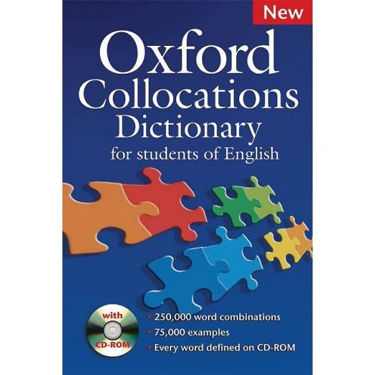 New
Oxford
Collocations
Dictionary
for students of English
with
CD-ROM
• 250,000 word combinations
• 75,000 examples
• Every word defined on CD-ROM